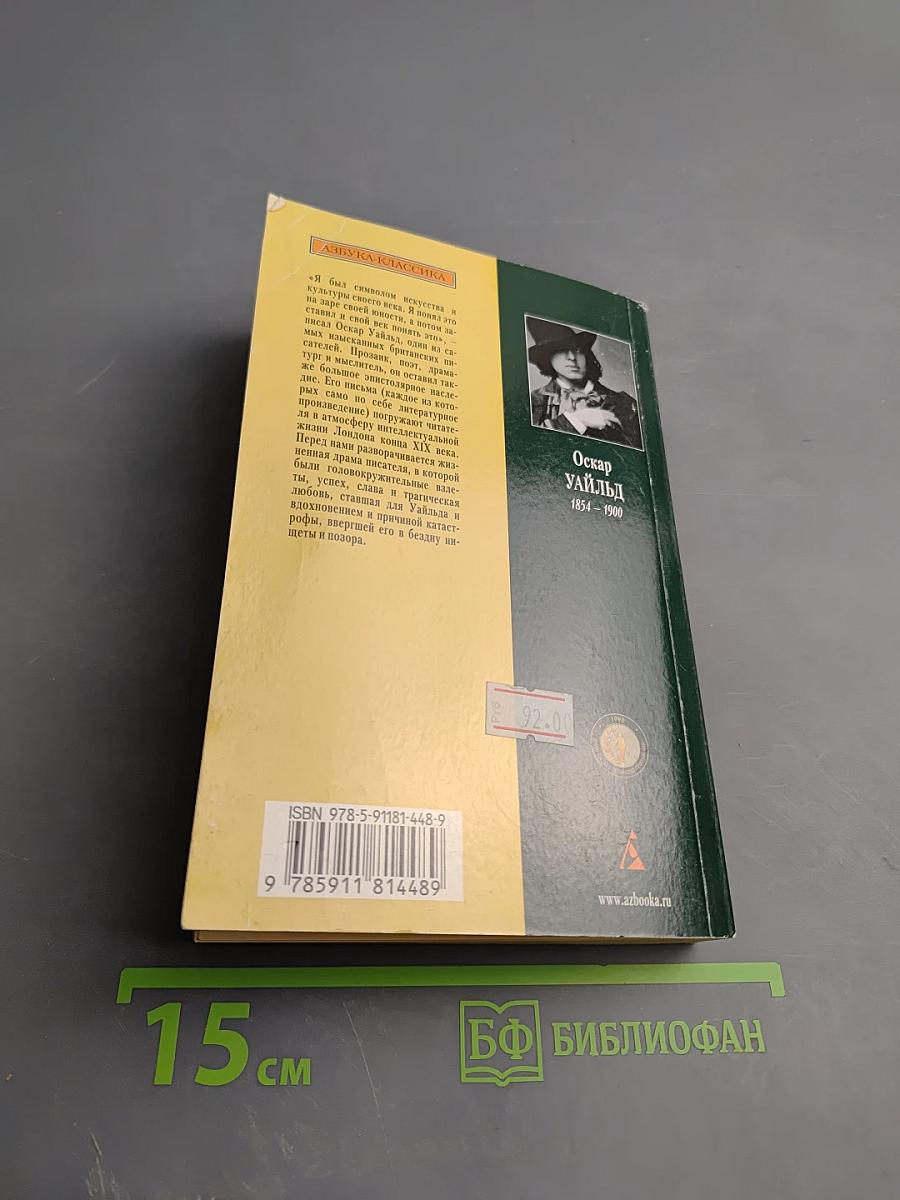 АЗБУКА-КЛАССИКА
«Я был символом искусства и
культуры своего века. Я понял это
на заре своей юности, а потом за-
ставил и свой век понять это», –
писал Оскар Уайльд, один из са-
мых изысканных британских пи-
сателей. Прозаик, поэт, драма-
тург и мыслитель, он оставил так-
же большое эпистолярное насле-
дие. Его письма (каждое из кото-
рых само по себе литературное
произведение) погружают читате-
ля в атмосферу интеллектуальной
жизни Лондона конца XIX века.
Перед нами разворачивается жиз-
ненная драма писателя, в которой
были головокружительные взле-
ты, успех, слава и трагическая
любовь, ставшая для Уайльда и
вдохновением и причиной катаст-
рофы, ввергшей его в бездну ни-
щеты и позора.
Оскар
УАЙЛЬД
1854 – 1900
92.00
1995
ISBN 978-5-91181-448-9
9 785911 814489
www.azbooka.ru
15 см
БФ БИБЛИОФАН